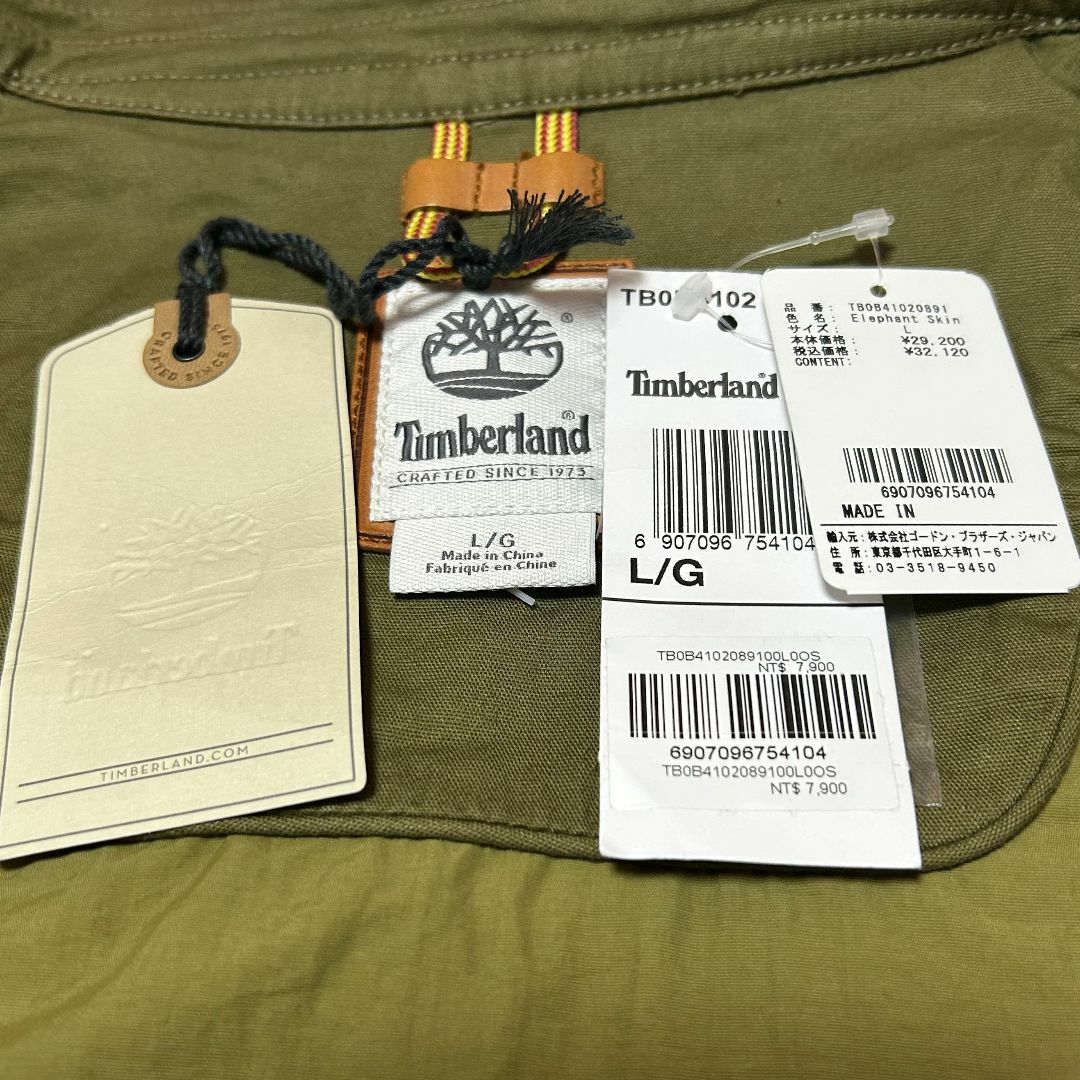 CRAFTED SINCE
TIMBERLAND.COM
®
Timberland®
CRAFTED SINCE 1973
L/G
Made in China
Fabriqué en Chine
Timberland®
6 907096 754104
L/G
TB0B4102089100L0OS
NT$ 7,900
6907096754104
TB0B4102089100L0OS
NT$ 7,900
品 番: TB0B41020891
色 名: Elephant Skin
サイズ: L
本体価格: ¥29,200
税込価格: ¥32,120
CONTENT:
6907096754104
MADE IN
輸入元:株式会社ゴードン・ブラザーズ・ジャパン
住 所:東京都千代田区大手町1-6-1
電 話:03-3518-9450